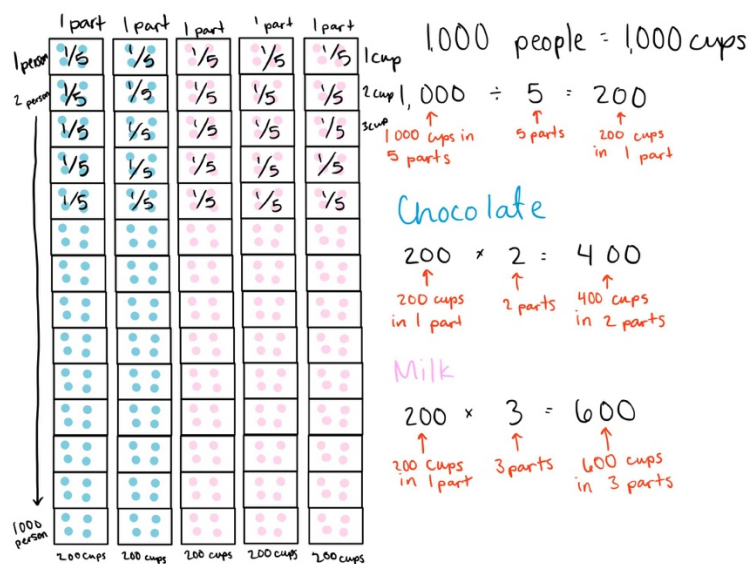 1 part 1 part 1 part 1 part 1 part
1 person 1/5 1/5 1/5 1/5 1/5 1 cup
2 person 1/5 1/5 1/5 1/5 1/5 2 cup
1/5 1/5 1/5 1/5 1/5 3 cup
1/5 1/5 1/5 1/5 1/5
1/5 1/5 1/5 1/5 1/5
1000
person
200 cups 200 cups 200 cups 200 cups 200 cups
1,000 people = 1,000 cups
1,000 ÷ 5 = 200
1000 cups in 5 parts 200 cups
5 parts in 1 part
Chocolate
200 × 2 = 400
200 cups 2 parts 400 cups
in 1 part in 2 parts
Milk
200 × 3 = 600
200 cups 3 parts 600 cups
in 1 part in 3 parts